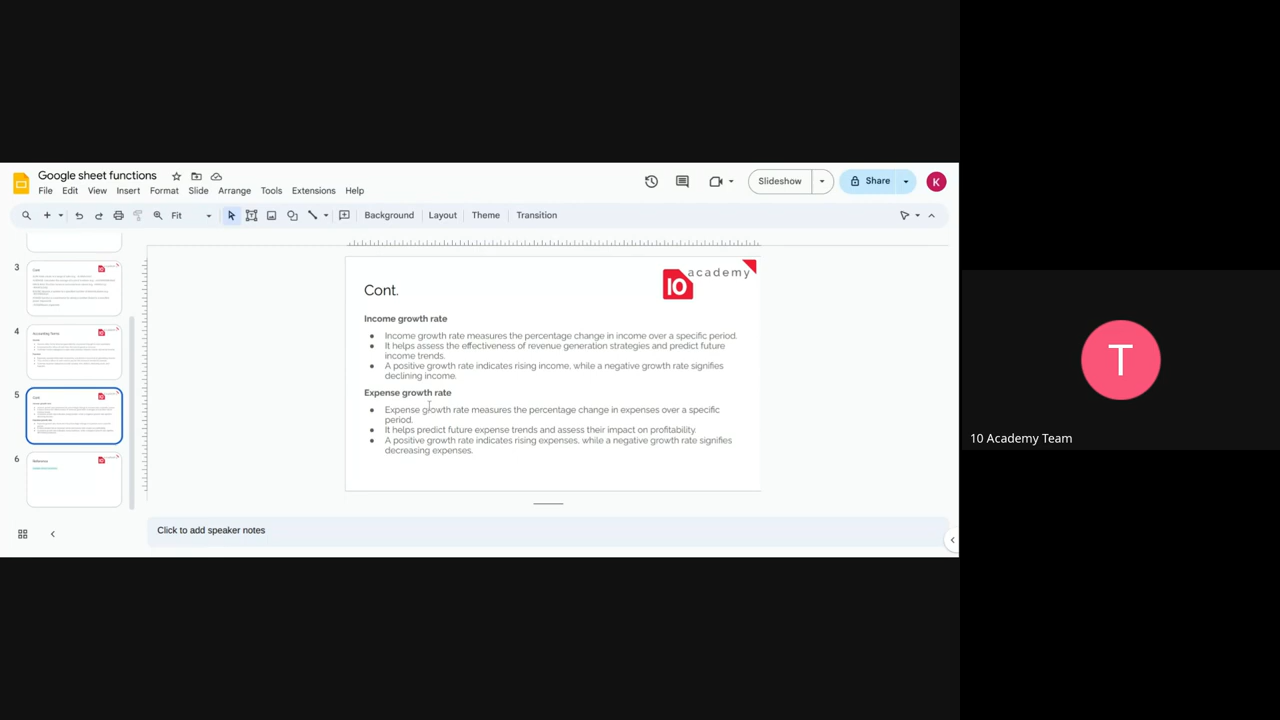 Google sheet functions
File Edit View Insert Format Slide Arrange Tools Extensions Help
Slideshow
Share
K
Fit
Background Layout Theme Transition
3
4
Accounting Terms
5
6
Reference
10 academy
Cont.
Income growth rate
● Income growth rate measures the percentage change in income over a specific period.
● It helps assess the effectiveness of revenue generation strategies and predict future
income trends.
● A positive growth rate indicates rising income, while a negative growth rate signifies
declining income.
Expense growth rate
● Expense growth rate measures the percentage change in expenses over a specific
period.
● It helps predict future expense trends and assess their impact on profitability.
● A positive growth rate indicates rising expenses, while a negative growth rate signifies
decreasing expenses.
Click to add speaker notes
T
10 Academy Team